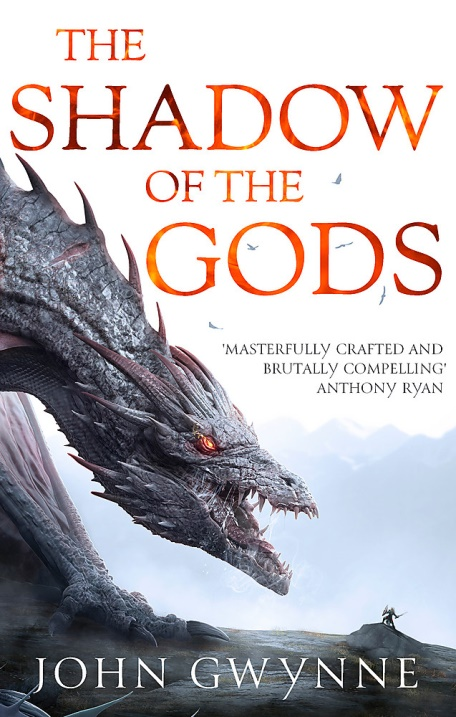 THE
SHADOW
OF THE
GODS
'MASTERFULLY CRAFTED AND
BRUTALLY COMPELLING'
ANTHONY RYAN
JOHN GWYNNE